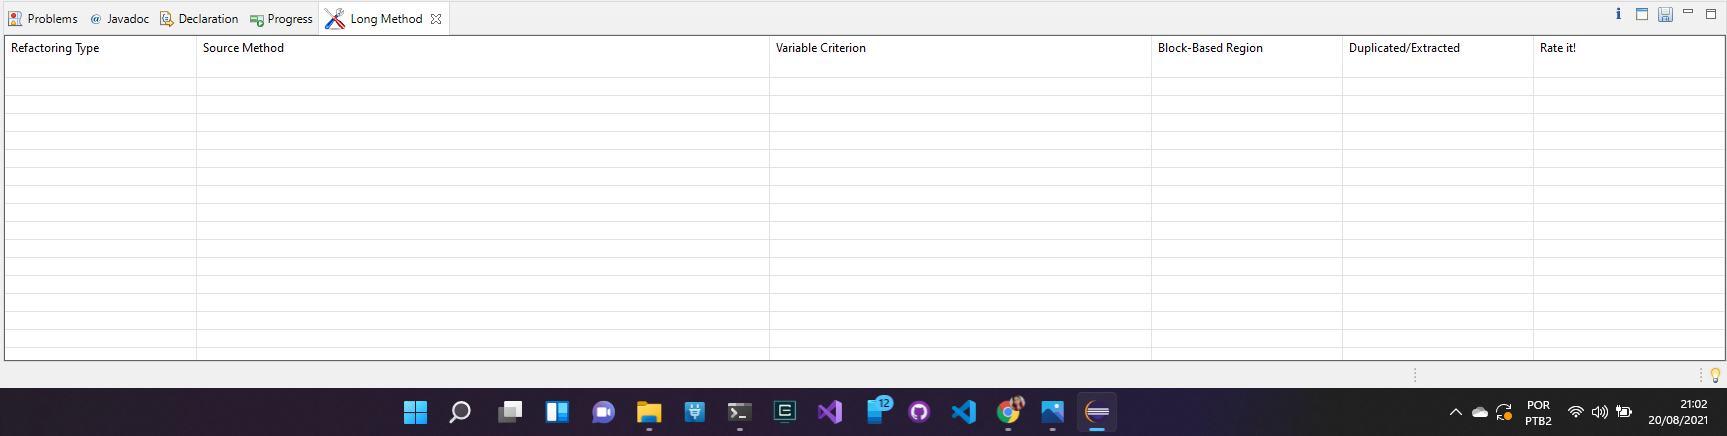 Problems @ Javadoc Declaration Progress Long Method
Refactoring Type Source Method Variable Criterion Block-Based Region Duplicated/Extracted Rate it!
12
POR
PTB2
21:02
20/08/2021